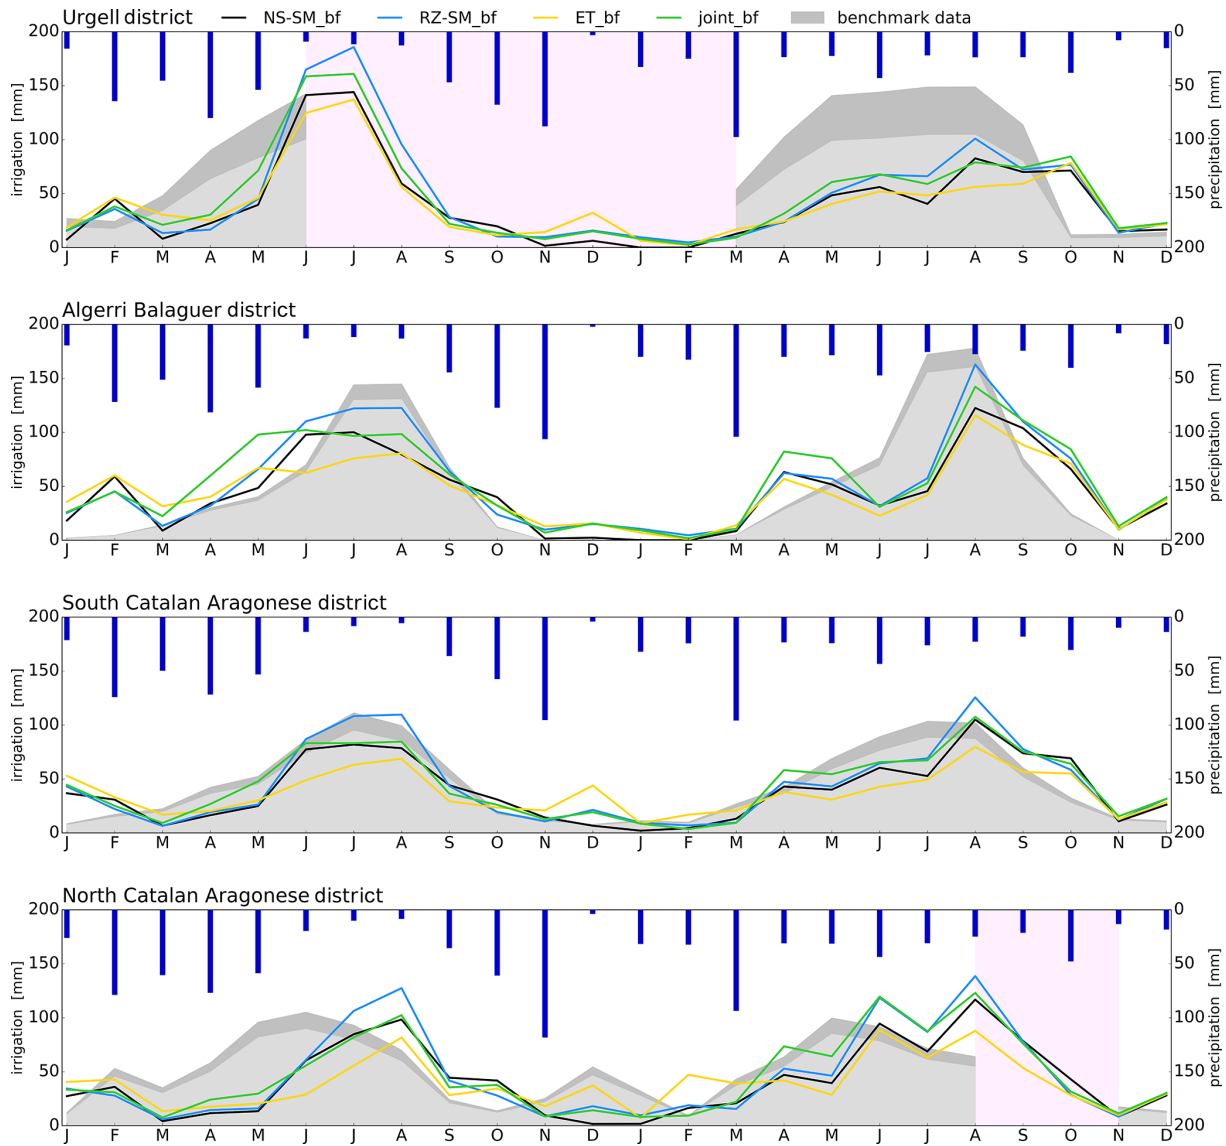 Urgell district NS-SM_bf RZ-SM_bf ET_bf joint_bf benchmark data
200 150 100 50 0
irrigation [mm]
0 50 100 150 200
precipitation [mm]
J F M A M J J A S O N D J F M A M J J A S O N D
Algerri Balaguer district
200 150 100 50 0
irrigation [mm]
0 50 100 150 200
precipitation [mm]
J F M A M J J A S O N D J F M A M J J A S O N D
South Catalan Aragonese district
200 150 100 50 0
irrigation [mm]
0 50 100 150 200
precipitation [mm]
J F M A M J J A S O N D J F M A M J J A S O N D
North Catalan Aragonese district
200 150 100 50 0
irrigation [mm]
0 50 100 150 200
precipitation [mm]
J F M A M J J A S O N D J F M A M J J A S O N D